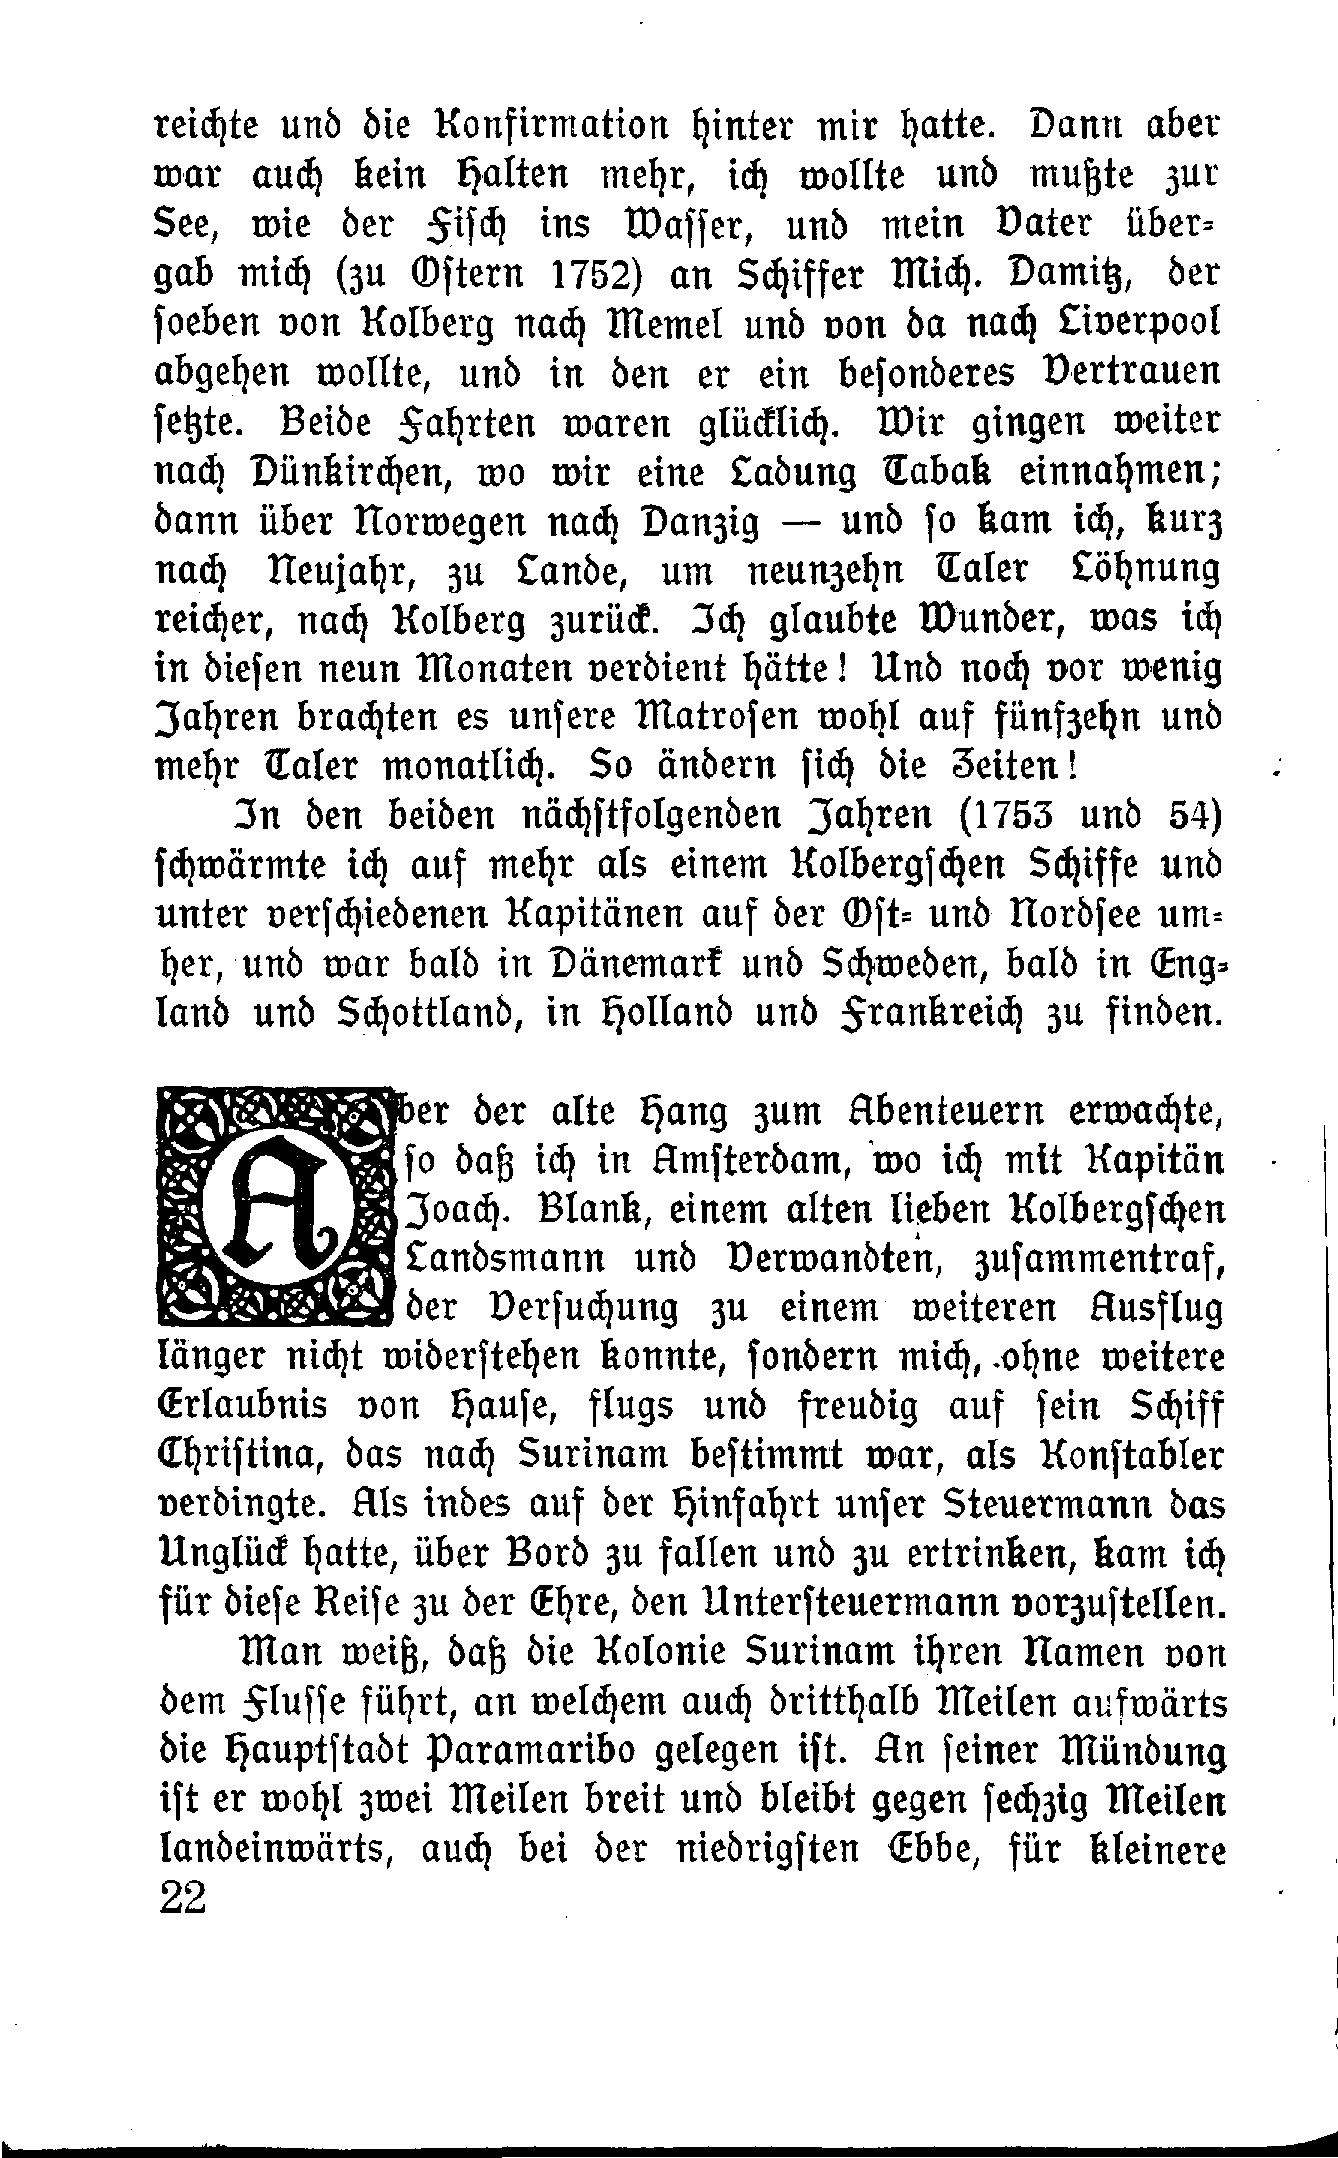 reichte und die Konfirmation hinter mir hatte. Dann aber
war auch kein Halten mehr, ich wollte und mußte zur
See, wie der Fisch ins Wasser, und mein Vater über-
gab mich (zu Ostern 1752) an Schiffer Mich. Damitz, der
soeben von Kolberg nach Memel und von da nach Liverpool
abgehen wollte, und in den er ein besonderes Vertrauen
setzte. Beide Fahrten waren glücklich. Wir gingen weiter
nach Dünkirchen, wo wir eine Ladung Tabak einnahmen;
dann über Norwegen nach Danzig — und so kam ich, kurz
nach Neujahr, zu Lande, um neunzehn Taler Löhnung
reicher, nach Kolberg zurück. Ich glaubte Wunder, was ich
in diesen neun Monaten verdient hätte! Und noch vor wenig
Jahren brachten es unsere Matrosen wohl auf fünfzehn und
mehr Taler monatlich. So ändern sich die Zeiten!
In den beiden nächstfolgenden Jahren (1753 und 54)
schwärmte ich auf mehr als einem Kolbergschen Schiffe und
unter verschiedenen Kapitänen auf der Ost- und Nordsee um-
her, und war bald in Dänemark und Schweden, bald in Eng-
land und Schottland, in Holland und Frankreich zu finden.
Aber der alte Hang zum Abenteuern erwachte,
so daß ich in Amsterdam, wo ich mit Kapitän
Joach. Blank, einem alten lieben Kolbergschen
Landsmann und Verwandten, zusammentraf,
der Versuchung zu einem weiteren Ausflug
länger nicht widerstehen konnte, sondern mich, ohne weitere
Erlaubnis von Hause, flugs und freudig auf sein Schiff
Christina, das nach Surinam bestimmt war, als Konstabler
verdingte. Als indes auf der Hinfahrt unser Steuermann das
Unglück hatte, über Bord zu fallen und zu ertrinken, kam ich
für diese Reise zu der Ehre, den Untersteuermann vorzustellen.
Man weiß, daß die Kolonie Surinam ihren Namen von
dem Flusse führt, an welchem auch dritthalb Meilen aufwärts
die Hauptstadt Paramaribo gelegen ist. An seiner Mündung
ist er wohl zwei Meilen breit und bleibt gegen sechzig Meilen
landeinwärts, auch bei der niedrigsten Ebbe, für kleinere
22